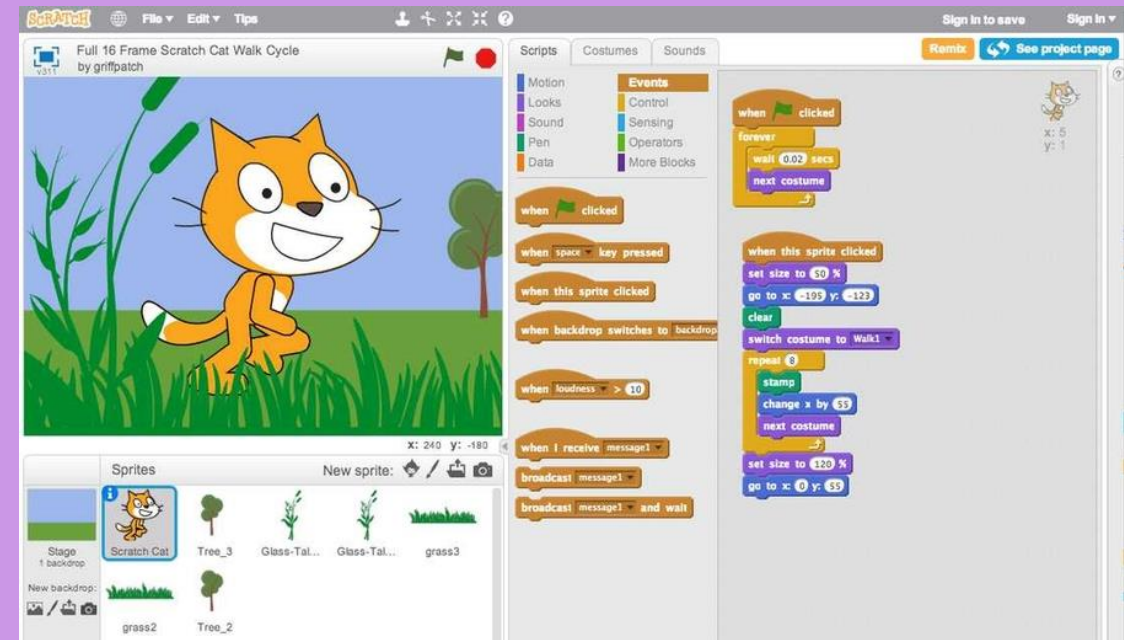 SCRATCH File▼ Edit▼ Tips Sign in to save Sign in▼
v311
Full 16 Frame Scratch Cat Walk Cycle
by griffpatch
Scripts Costumes Sounds
Remix See project page
Motion Events
Looks Control
Sound Sensing
Pen Operators
Data More Blocks
when clicked
when space key pressed
when this sprite clicked
when backdrop switches to backdrop
when loudness > 10
when I receive message1
broadcast message1
broadcast message1 and wait
when clicked
forever
wait 0.02 secs
next costume
when this sprite clicked
set size to 50 %
go to x: -195 y: -123
clear
switch costume to Walk1
repeat 8
stamp
change x by 55
next costume
set size to 120 %
go to x: 0 y: 55
x: 5
y: 1
X: 240 y: -180
Sprites New sprite:
Stage
1 backdrop
New backdrop:
Scratch Cat
Tree_3
Glass-Tal...
Glass-Tal...
grass3
grass2
Tree_2